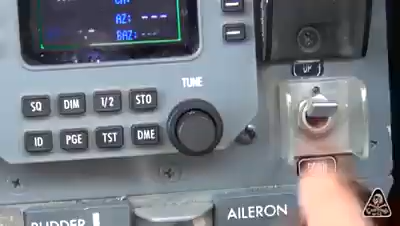 AZ: ---
BAZ: ---
TUNE
UP
SQ DIM 1/2 STO
ID PGE TST DME
RUDDER
AILERON